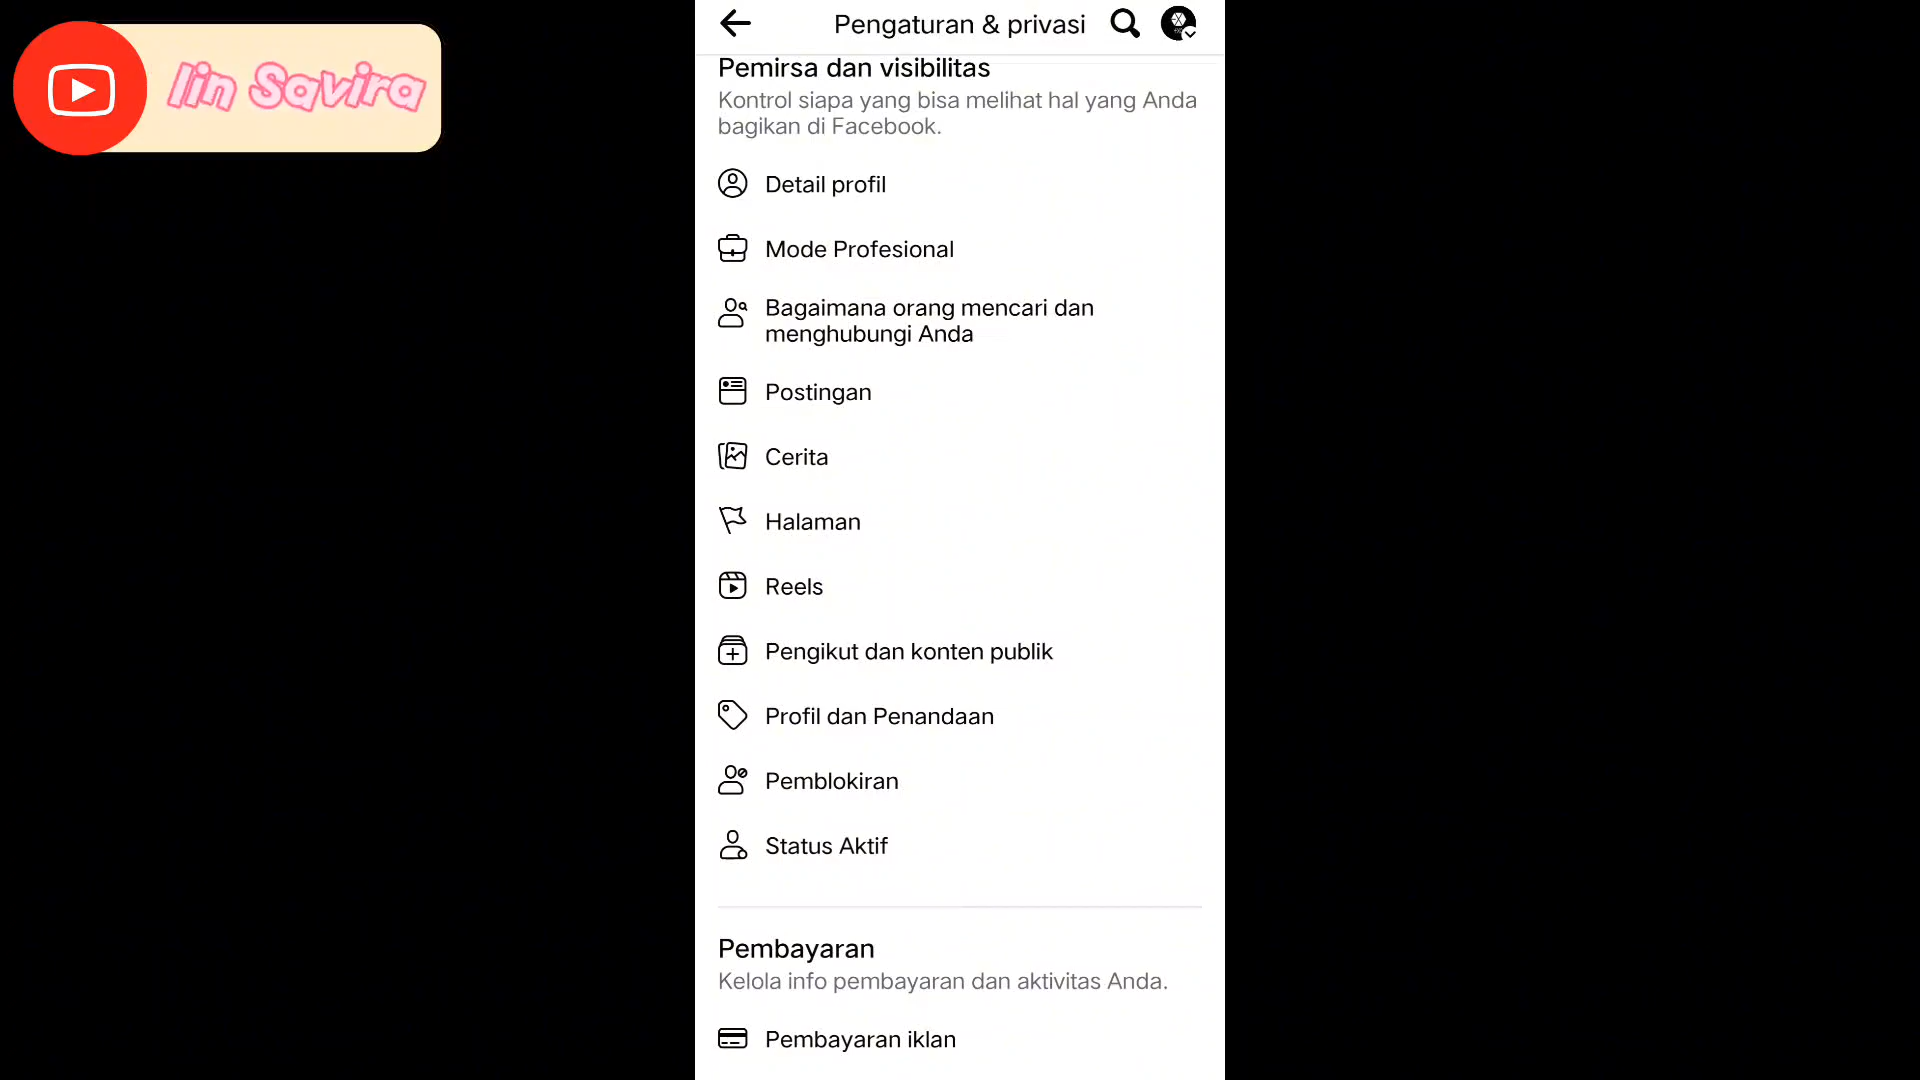 Iin Savira
Pengaturan & privasi
Pemirsa dan visibilitas
Kontrol siapa yang bisa melihat hal yang Anda
bagikan di Facebook.
Detail profil
Mode Profesional
Bagaimana orang mencari dan
menghubungi Anda
Postingan
Cerita
Halaman
Reels
Pengikut dan konten publik
Profil dan Penandaan
Pemblokiran
Status Aktif
Pembayaran
Kelola info pembayaran dan aktivitas Anda.
Pembayaran iklan